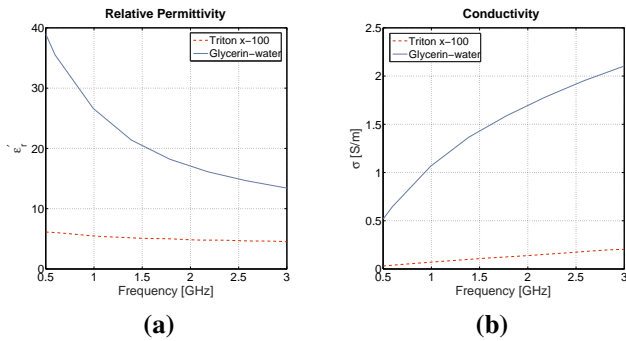 Relative Permittivity
40
30
20
10
0
ε'r
Triton x-100
Glycerin-water
0.5
1
1.5
2
2.5
3
Frequency [GHz]
(a)
Conductivity
2.5
2
1.5
1
0.5
0
σ [S/m]
Triton x-100
Glycerin-water
0.5
1
1.5
2
2.5
3
Frequency [GHz]
(b)